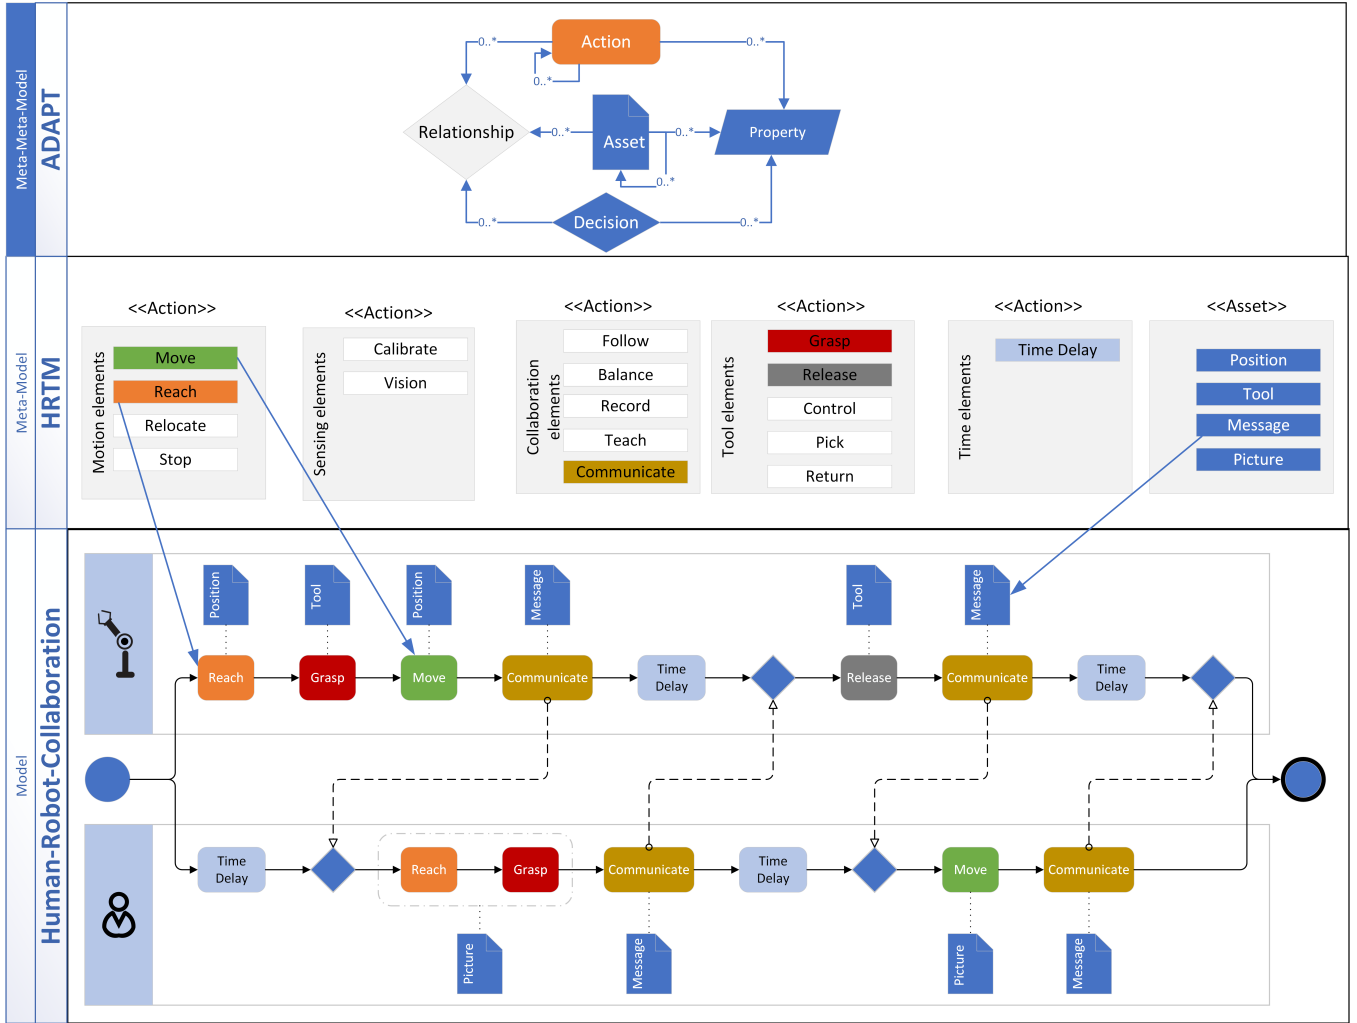 Meta-Meta-Model
ADAPT
Action
0..*
0..*
0..*
Relationship
Asset
Property
0..*
0..*
0..*
Decision
0..*
0..*
Meta-Model
HRTM
<<Action>>
Motion elements
Move
Reach
Relocate
Stop
<<Action>>
Sensing elements
Calibrate
Vision
<<Action>>
Collaboration
elements
Follow
Balance
Record
Teach
Communicate
<<Action>>
Tool elements
Grasp
Release
Control
Pick
Return
<<Action>>
Time elements
Time Delay
<<Asset>>
Position
Tool
Message
Picture
Model
Human-Robot-Collaboration
Position
Tool
Position
Message
Tool
Message
Reach
Grasp
Move
Communicate
Time
Delay
Release
Communicate
Time
Delay
Time
Delay
Reach
Grasp
Communicate
Time
Delay
Move
Communicate
Picture
Message
Picture
Message